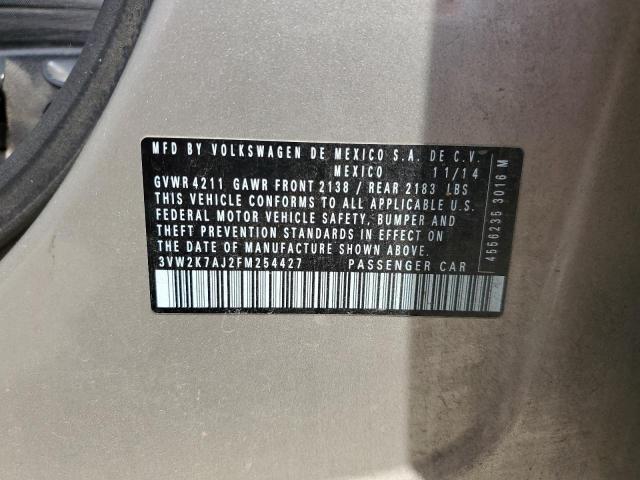 MFD BY VOLKSWAGEN DE MEXICO S.A. DE C.V.
MEXICO 11/14
GVWR 4211 GAWR FRONT 2138 / REAR 2183 LBS
THIS VEHICLE CONFORMS TO ALL APPLICABLE U.S.
FEDERAL MOTOR VEHICLE SAFETY, BUMPER AND
THEFT PREVENTION STANDARDS IN EFFECT ON
THE DATE OF MANUFACTURE SHOWN ABOVE.
3VW2K7AJ2FM254427 PASSENGER CAR
4566235 3016 M